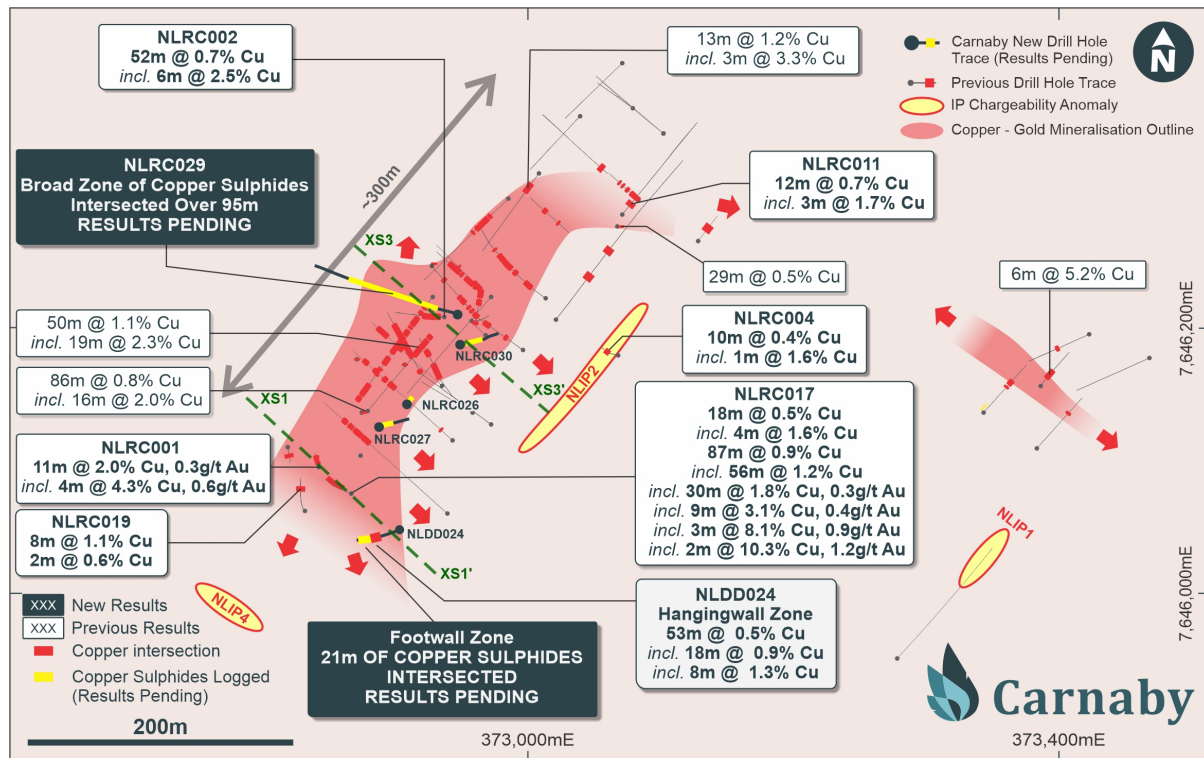 NLRC002
52m @ 0.7% Cu
incl. 6m @ 2.5% Cu
13m @ 1.2% Cu
incl. 3m @ 3.3% Cu
Carnaby New Drill Hole
Trace (Results Pending)
Previous Drill Hole Trace
IP Chargeability Anomaly
Copper - Gold Mineralisation Outline
N
NLRC029
Broad Zone of Copper Sulphides
Intersected Over 95m
RESULTS PENDING
~300m
NLRC011
12m @ 0.7% Cu
incl. 3m @ 1.7% Cu
XS3
29m @ 0.5% Cu
6m @ 5.2% Cu
7,646,200mE
50m @ 1.1% Cu
incl. 19m @ 2.3% Cu
NLRC030
NLRC004
10m @ 0.4% Cu
incl. 1m @ 1.6% Cu
86m @ 0.8% Cu
incl. 16m @ 2.0% Cu
XS1
XS3'
NLIP2
NLRC026
NLRC027
NLRC017
18m @ 0.5% Cu
incl. 4m @ 1.6% Cu
87m @ 0.9% Cu
incl. 56m @ 1.2% Cu
incl. 30m @ 1.8% Cu, 0.3g/t Au
incl. 9m @ 3.1% Cu, 0.4g/t Au
incl. 3m @ 8.1% Cu, 0.9g/t Au
incl. 2m @ 10.3% Cu, 1.2g/t Au
NLRC001
11m @ 2.0% Cu, 0.3g/t Au
incl. 4m @ 4.3% Cu, 0.6g/t Au
NLRC019
8m @ 1.1% Cu
2m @ 0.6% Cu
NLDD024
XS1'
NLIP1
NLIP4
7,646,000mE
NLDD024
Hangingwall Zone
53m @ 0.5% Cu
incl. 18m @ 0.9% Cu
incl. 8m @ 1.3% Cu
XXX New Results
XXX Previous Results
Copper intersection
Copper Sulphides Logged
(Results Pending)
Footwall Zone
21m OF COPPER SULPHIDES
INTERSECTED
RESULTS PENDING
200m
373,000mE
373,400mE
Carnaby